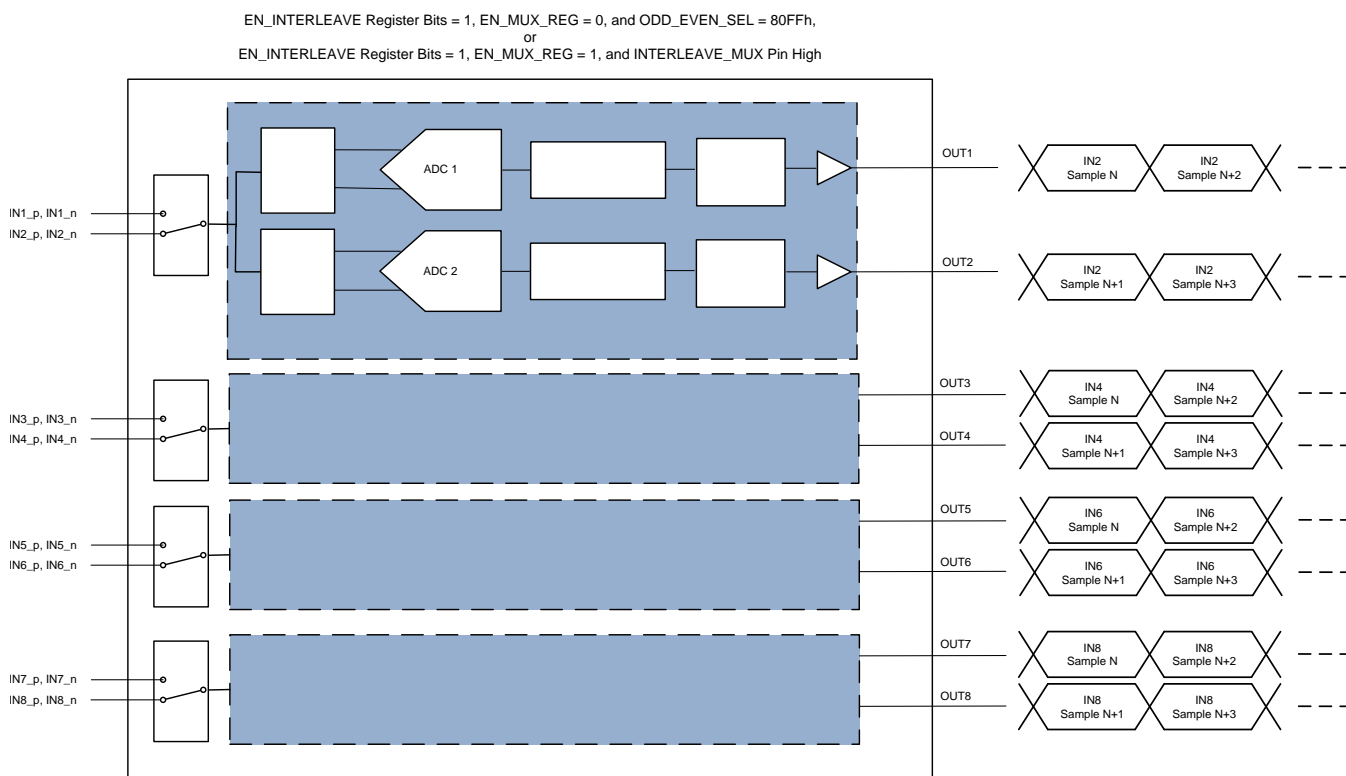 EN_INTERLEAVE Register Bits = 1, EN_MUX_REG = 0, and ODD_EVEN_SEL = 80FFh,
or
EN_INTERLEAVE Register Bits = 1, EN_MUX_REG = 1, and INTERLEAVE_MUX Pin High
IN1_p, IN1_n
IN2_p, IN2_n
ADC 1
ADC 2
OUT1
IN2
Sample N
IN2
Sample N+2
OUT2
IN2
Sample N+1
IN2
Sample N+3
IN3_p, IN3_n
IN4_p, IN4_n
OUT3
IN4
Sample N
IN4
Sample N+2
OUT4
IN4
Sample N+1
IN4
Sample N+3
IN5_p, IN5_n
IN6_p, IN6_n
OUT5
IN6
Sample N
IN6
Sample N+2
OUT6
IN6
Sample N+1
IN6
Sample N+3
IN7_p, IN7_n
IN8_p, IN8_n
OUT7
IN8
Sample N
IN8
Sample N+2
OUT8
IN8
Sample N+1
IN8
Sample N+3